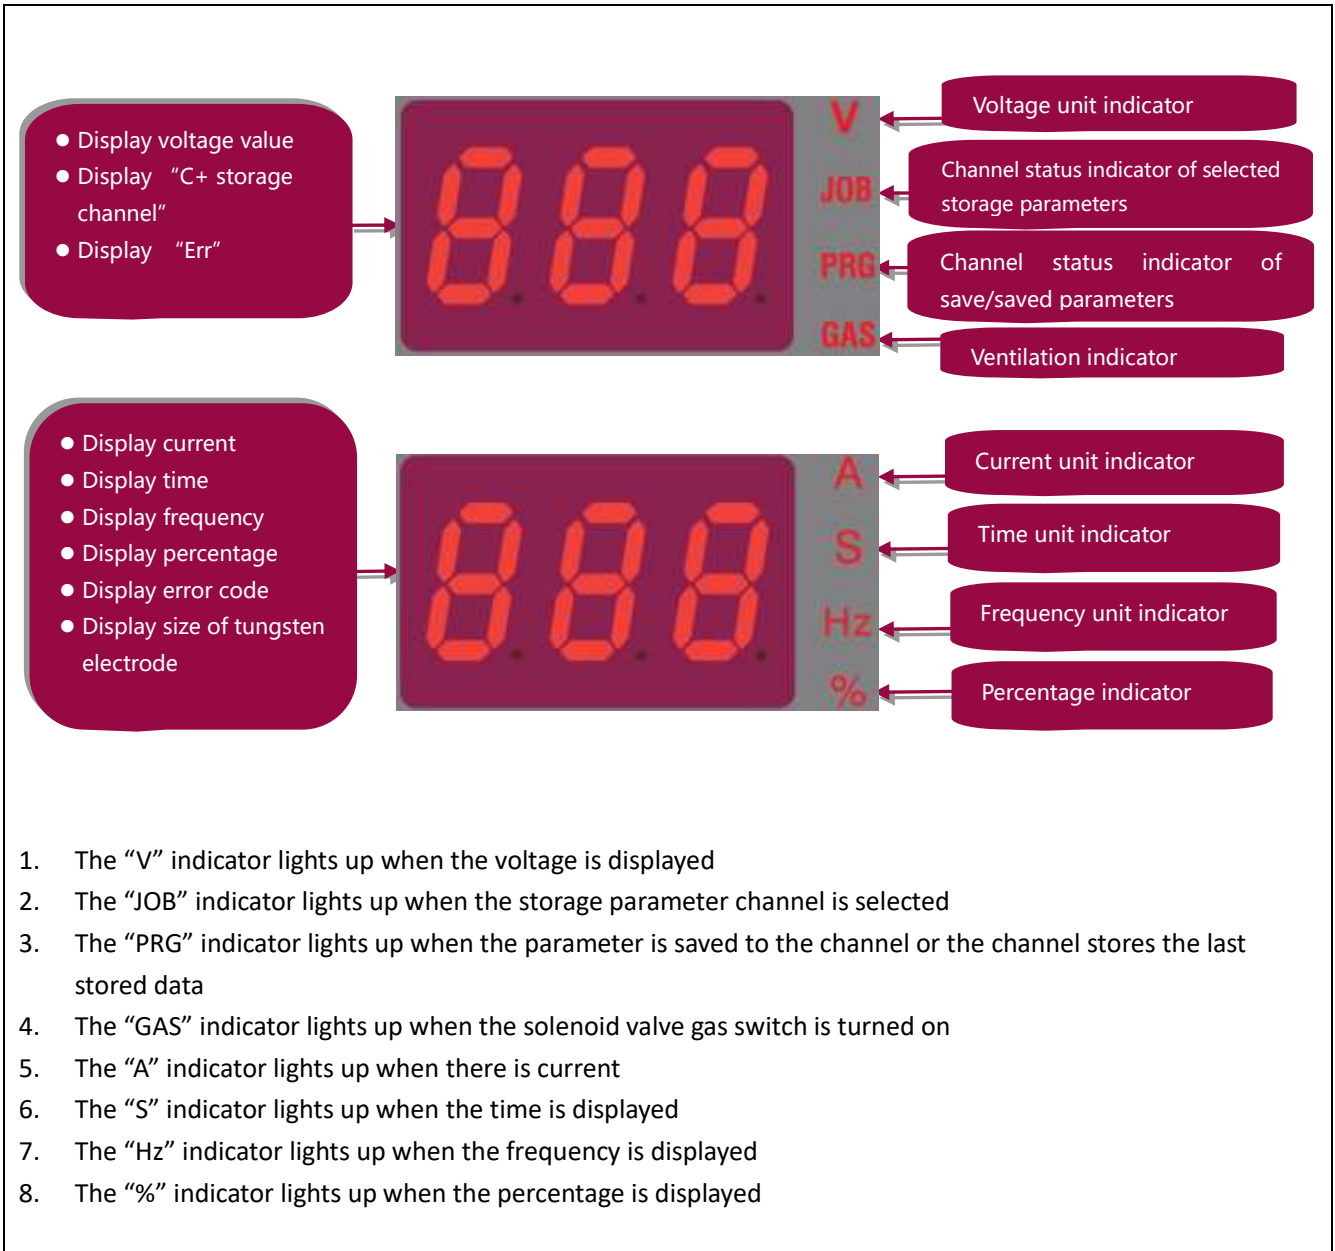 ● Display voltage value
● Display “C+ storage
channel”
● Display “Err”
888
V
JOB
PRG
GAS
Voltage unit indicator
Channel status indicator of selected
storage parameters
Channel status indicator of
save/saved parameters
Ventilation indicator
● Display current
● Display time
● Display frequency
● Display percentage
● Display error code
● Display size of tungsten
electrode
888
A
S
Hz
%
Current unit indicator
Time unit indicator
Frequency unit indicator
Percentage indicator
1. The “V” indicator lights up when the voltage is displayed
2. The “JOB” indicator lights up when the storage parameter channel is selected
3. The “PRG” indicator lights up when the parameter is saved to the channel or the channel stores the last
stored data
4. The “GAS” indicator lights up when the solenoid valve gas switch is turned on
5. The “A” indicator lights up when there is current
6. The “S” indicator lights up when the time is displayed
7. The “Hz” indicator lights up when the frequency is displayed
8. The “%” indicator lights up when the percentage is displayed